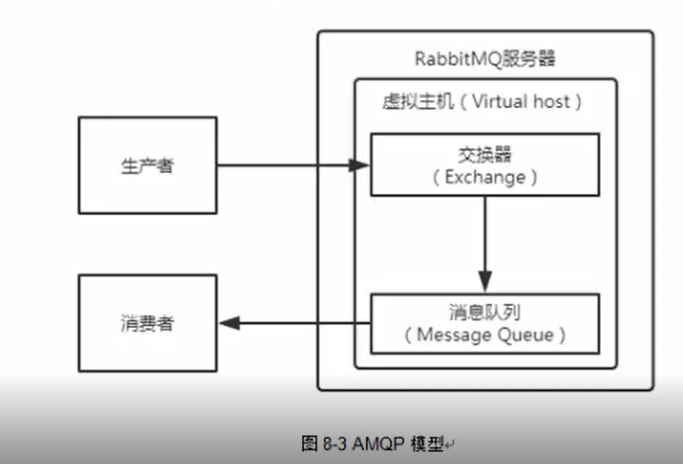 RabbitMQ服务器
虚拟主机（Virtual host）
生产者
交换器
（Exchange）
消费者
消息队列
（Message Queue）
图 8-3 AMQP 模型↵